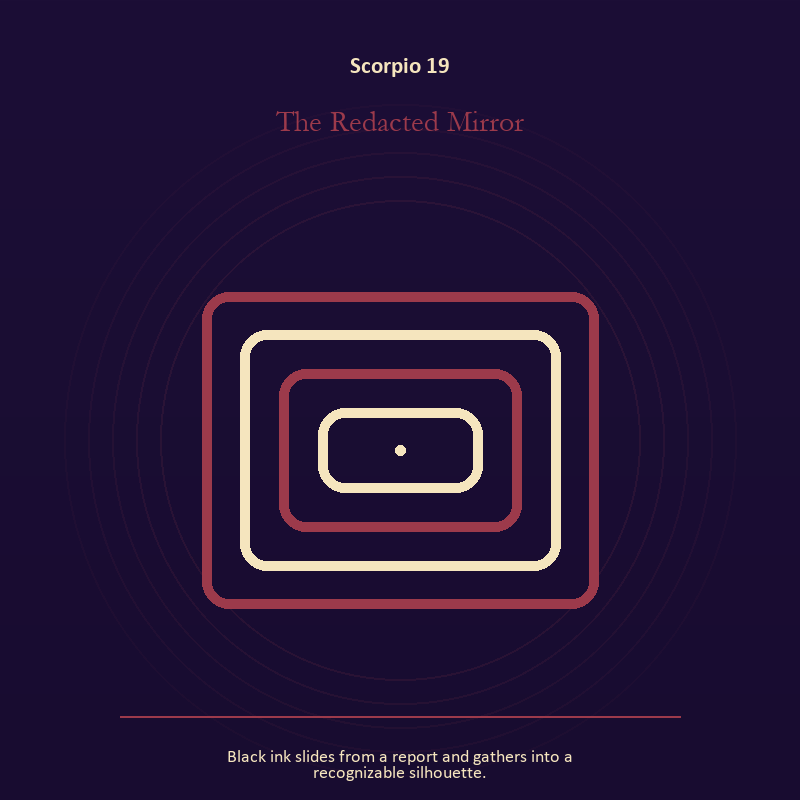 Scorpio 19
The Redacted Mirror
Black ink slides from a report and gathers into a
recognizable silhouette.